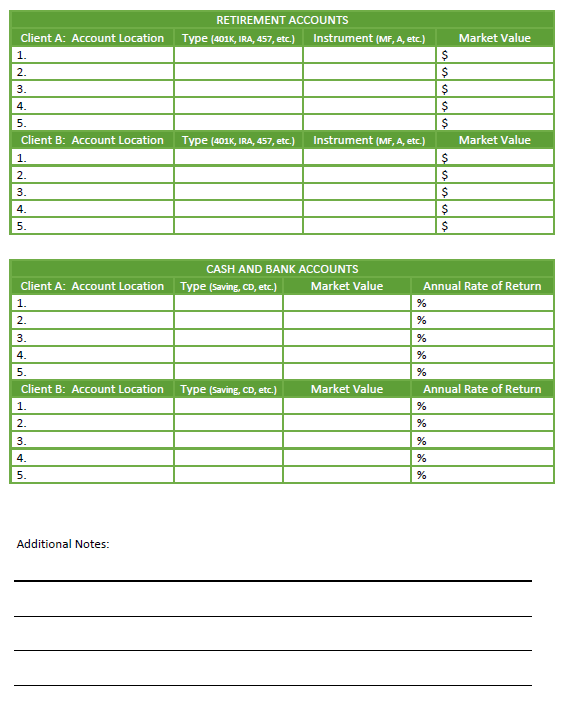 RETIREMENT ACCOUNTS
Client A: Account Location Type (401K, IRA, 457, etc.) Instrument (MF, A, etc.) Market Value
1. $
2. $
3. $
4. $
5. $
Client B: Account Location Type (401K, IRA, 457, etc.) Instrument (MF, A, etc.) Market Value
1. $
2. $
3. $
4. $
5. $
CASH AND BANK ACCOUNTS
Client A: Account Location Type (Saving, CD, etc.) Market Value Annual Rate of Return
1. %
2. %
3. %
4. %
5. %
Client B: Account Location Type (Saving, CD, etc.) Market Value Annual Rate of Return
1. %
2. %
3. %
4. %
5. %
Additional Notes: